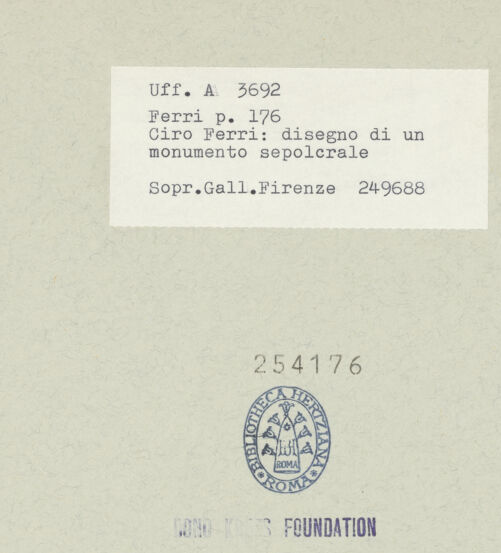 Uff. A 3692
Ferri p. 176
Ciro Ferri: disegno di un
monumento sepolcrale
Sopr.Gall.Firenze 249688
254176
BIBLIOTHECA HERTZIANA
ROMA
ROMA
FOUNDATION